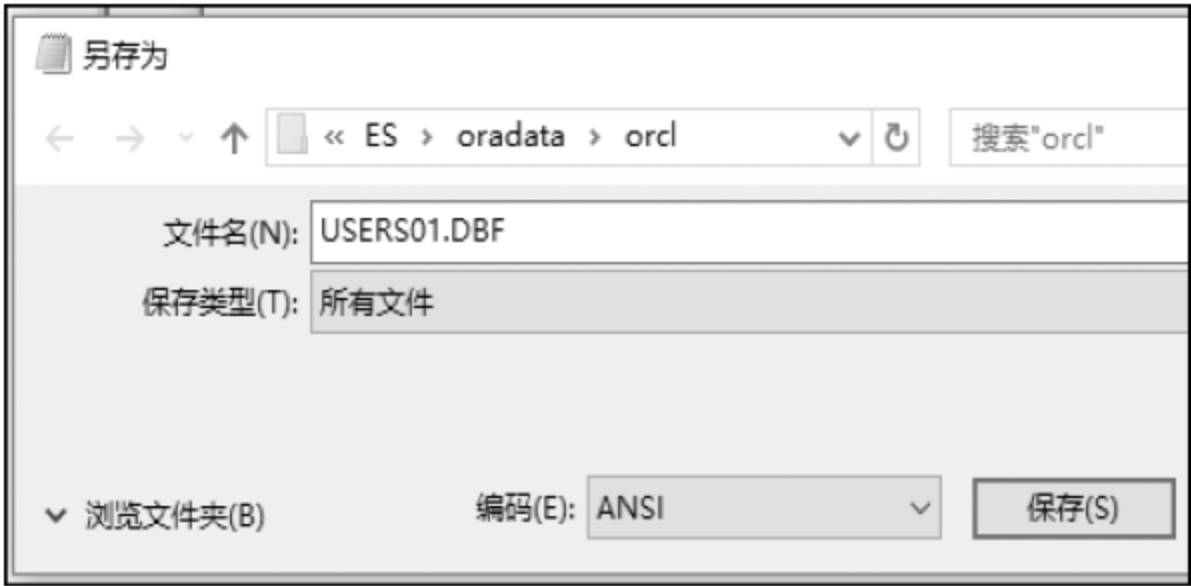 另存为
« ES › oradata › orcl 搜索"orcl"
文件名(N): USERS01.DBF
保存类型(T): 所有文件
浏览文件夹(B) 编码(E): ANSI 保存(S)